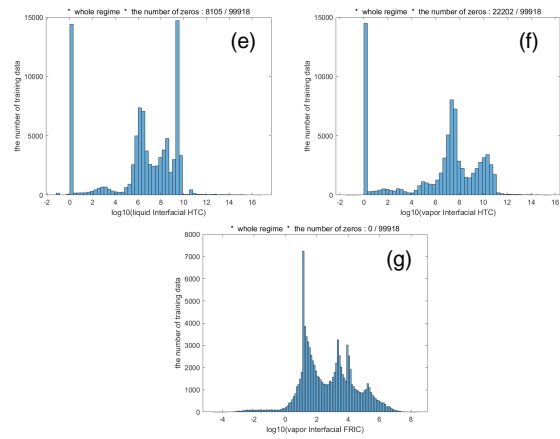 * whole regime * the number of zeros : 8105 / 99918
(e)
the number of training data
15000
10000
5000
0
-2 0 2 4 6 8 10 12 14 16
log10(liquid Interfacial HTC)
* whole regime * the number of zeros : 22202 / 99918
(f)
the number of training data
15000
10000
5000
0
-2 0 2 4 6 8 10 12 14 16
log10(vapor Interfacial HTC)
* whole regime * the number of zeros : 0 / 99918
(g)
the number of training data
8000
7000
6000
5000
4000
3000
2000
1000
0
-4 -2 0 2 4 6 8
log10(vapor Interfacial FRIC)